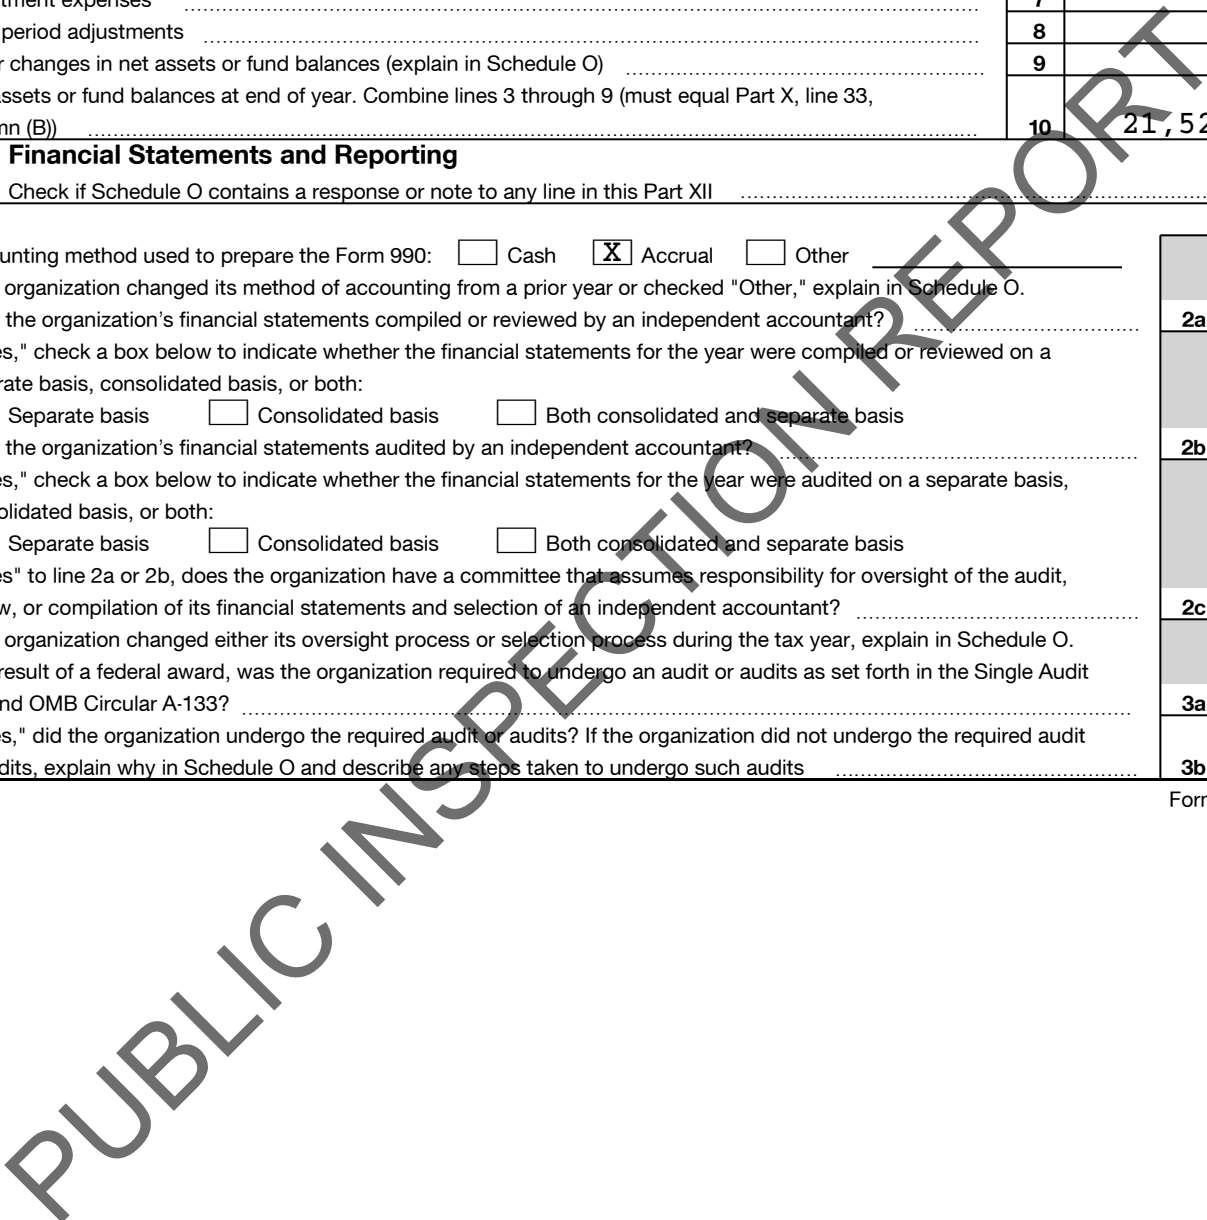 tment expenses 7
period adjustments 8
r changes in net assets or fund balances (explain in Schedule O) 9
assets or fund balances at end of year. Combine lines 3 through 9 (must equal Part X, line 33,
mn (B)) 10 21,52
Financial Statements and Reporting
Check if Schedule O contains a response or note to any line in this Part XII
unting method used to prepare the Form 990: Cash X Accrual Other
organization changed its method of accounting from a prior year or checked "Other," explain in Schedule O.
the organization's financial statements compiled or reviewed by an independent accountant? 2a
es," check a box below to indicate whether the financial statements for the year were compiled or reviewed on a
rate basis, consolidated basis, or both:
Separate basis Consolidated basis Both consolidated and separate basis
the organization's financial statements audited by an independent accountant? 2b
es," check a box below to indicate whether the financial statements for the year were audited on a separate basis,
olidated basis, or both:
Separate basis Consolidated basis Both consolidated and separate basis
es" to line 2a or 2b, does the organization have a committee that assumes responsibility for oversight of the audit,
w, or compilation of its financial statements and selection of an independent accountant? 2c
organization changed either its oversight process or selection process during the tax year, explain in Schedule O.
result of a federal award, was the organization required to undergo an audit or audits as set forth in the Single Audit
nd OMB Circular A-133? 3a
es," did the organization undergo the required audit or audits? If the organization did not undergo the required audit
dits, explain why in Schedule O and describe any steps taken to undergo such audits 3b
Form
PUBLIC INSPECTION REPORT